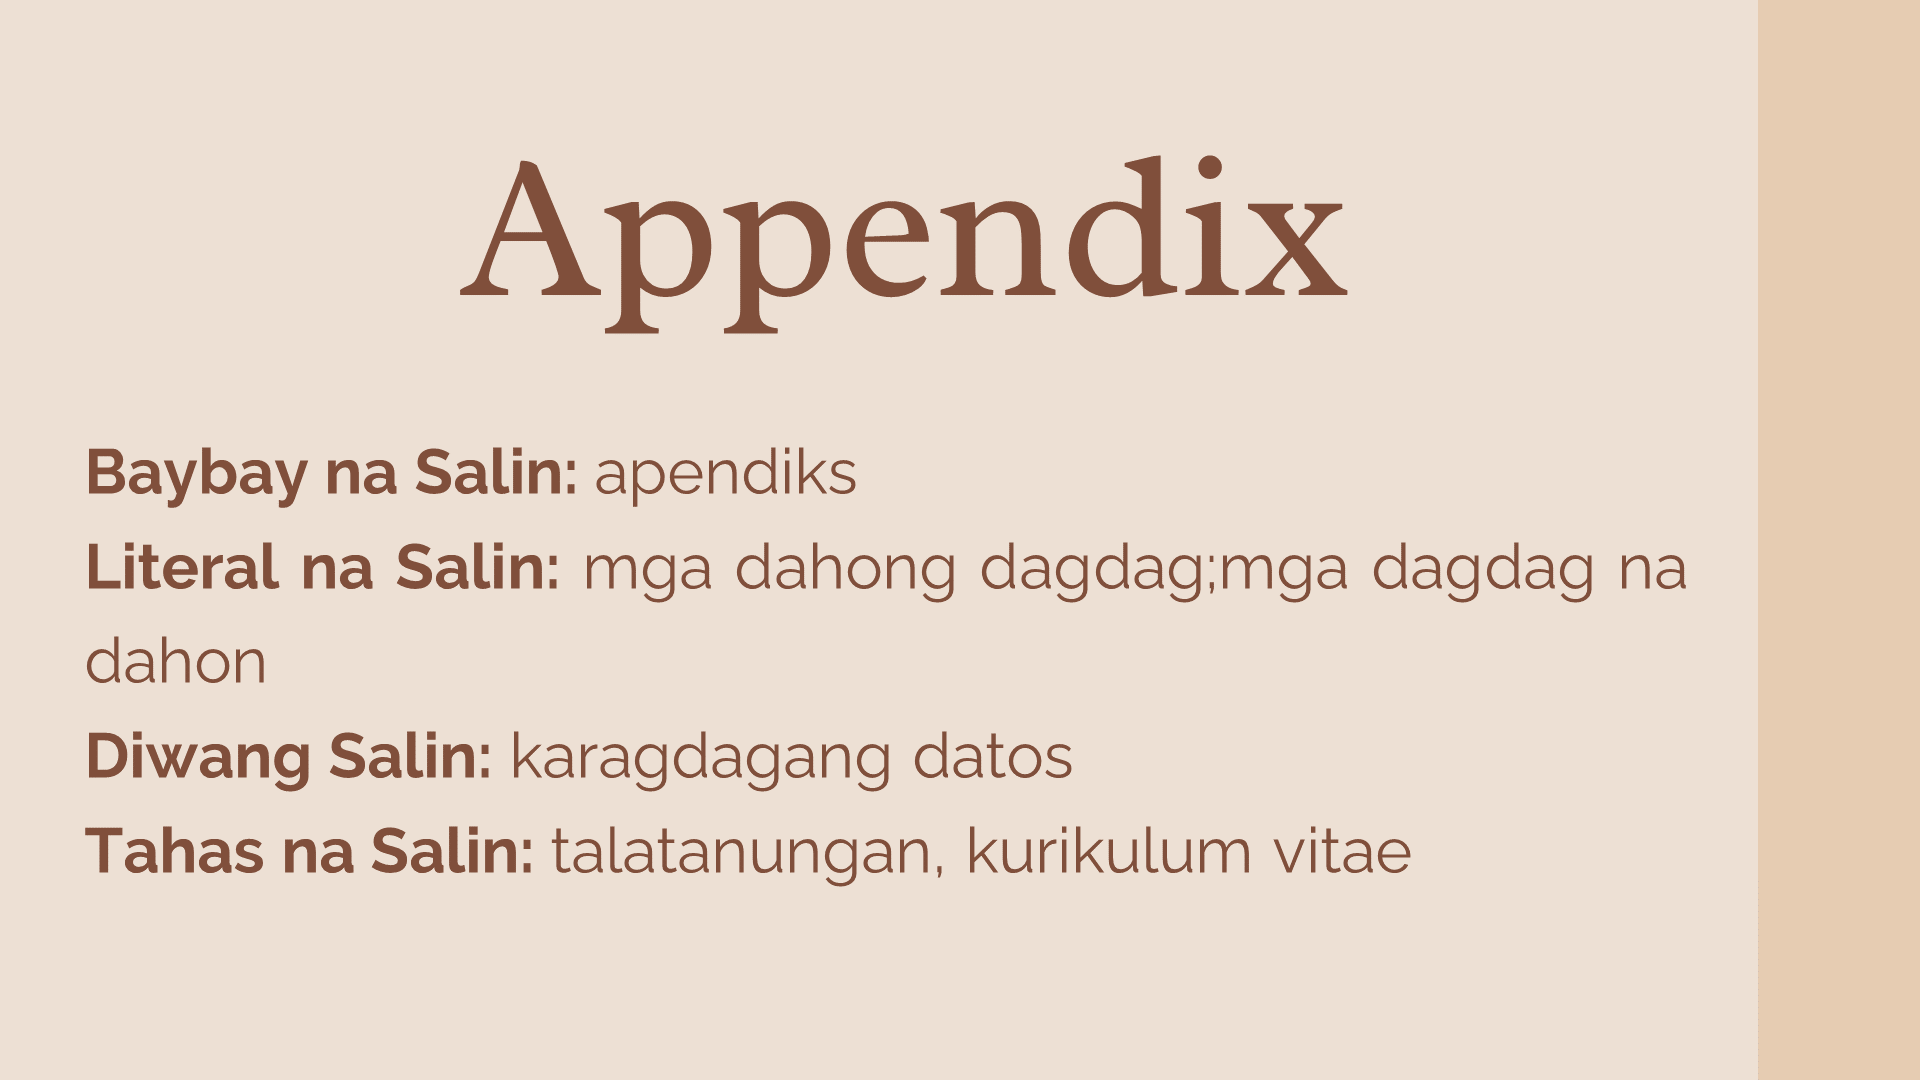 Appendix
Baybay na Salin: apendiks
Literal na Salin: mga dahong dagdag;mga dagdag na
dahon
Diwang Salin: karagdagang datos
Tahas na Salin: talatanungan, kurikulum vitae